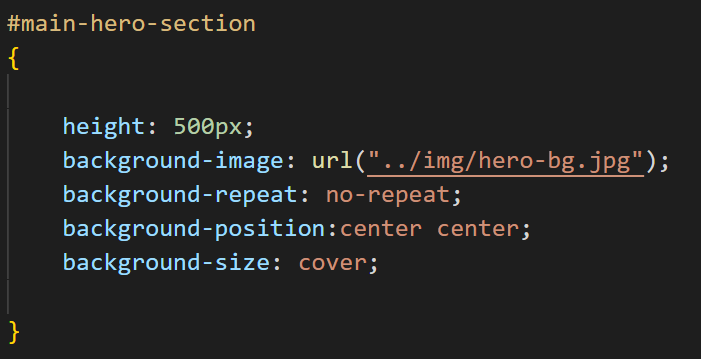 #main-hero-section
{
height: 500px;
background-image: url("../img/hero-bg.jpg");
background-repeat: no-repeat;
background-position:center center;
background-size: cover;
}